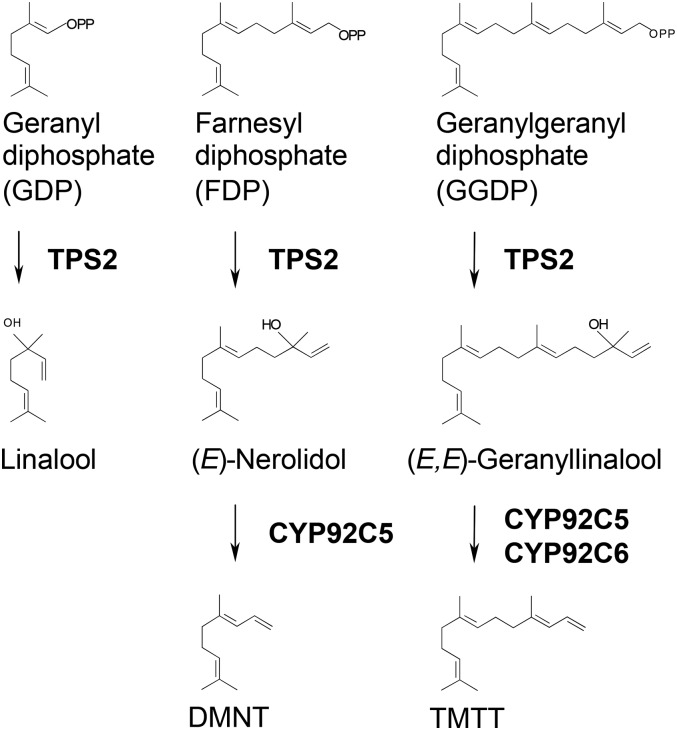 OPP
OPP
OPP
Geranyl
diphosphate
(GDP)
Farnesyl
diphosphate
(FDP)
Geranylgeranyl
diphosphate
(GGDP)
TPS2
TPS2
TPS2
OH
HO
OH
Linalool
(E)-Nerolidol
(E,E)-Geranyllinalool
CYP92C5
CYP92C5
CYP92C6
DMNT
TMTT